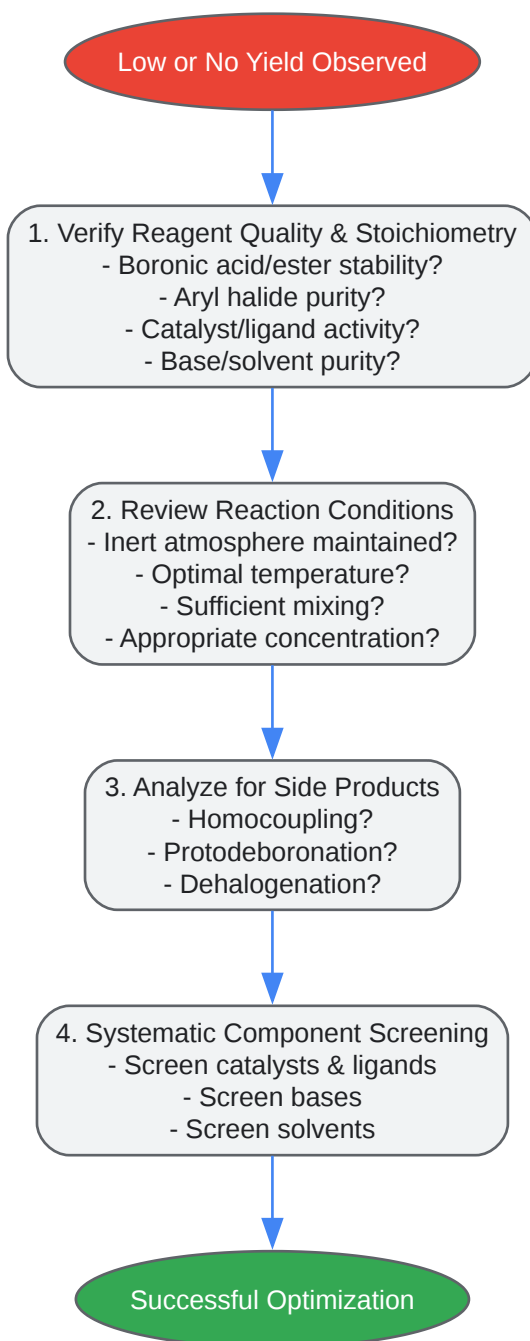 Low or No Yield Observed
1. Verify Reagent Quality & Stoichiometry
- Boronic acid/ester stability?
- Aryl halide purity?
- Catalyst/ligand activity?
- Base/solvent purity?
2. Review Reaction Conditions
- Inert atmosphere maintained?
- Optimal temperature?
- Sufficient mixing?
- Appropriate concentration?
3. Analyze for Side Products
- Homocoupling?
- Protodeboronation?
- Dehalogenation?
4. Systematic Component Screening
- Screen catalysts & ligands
- Screen bases
- Screen solvents
Successful Optimization